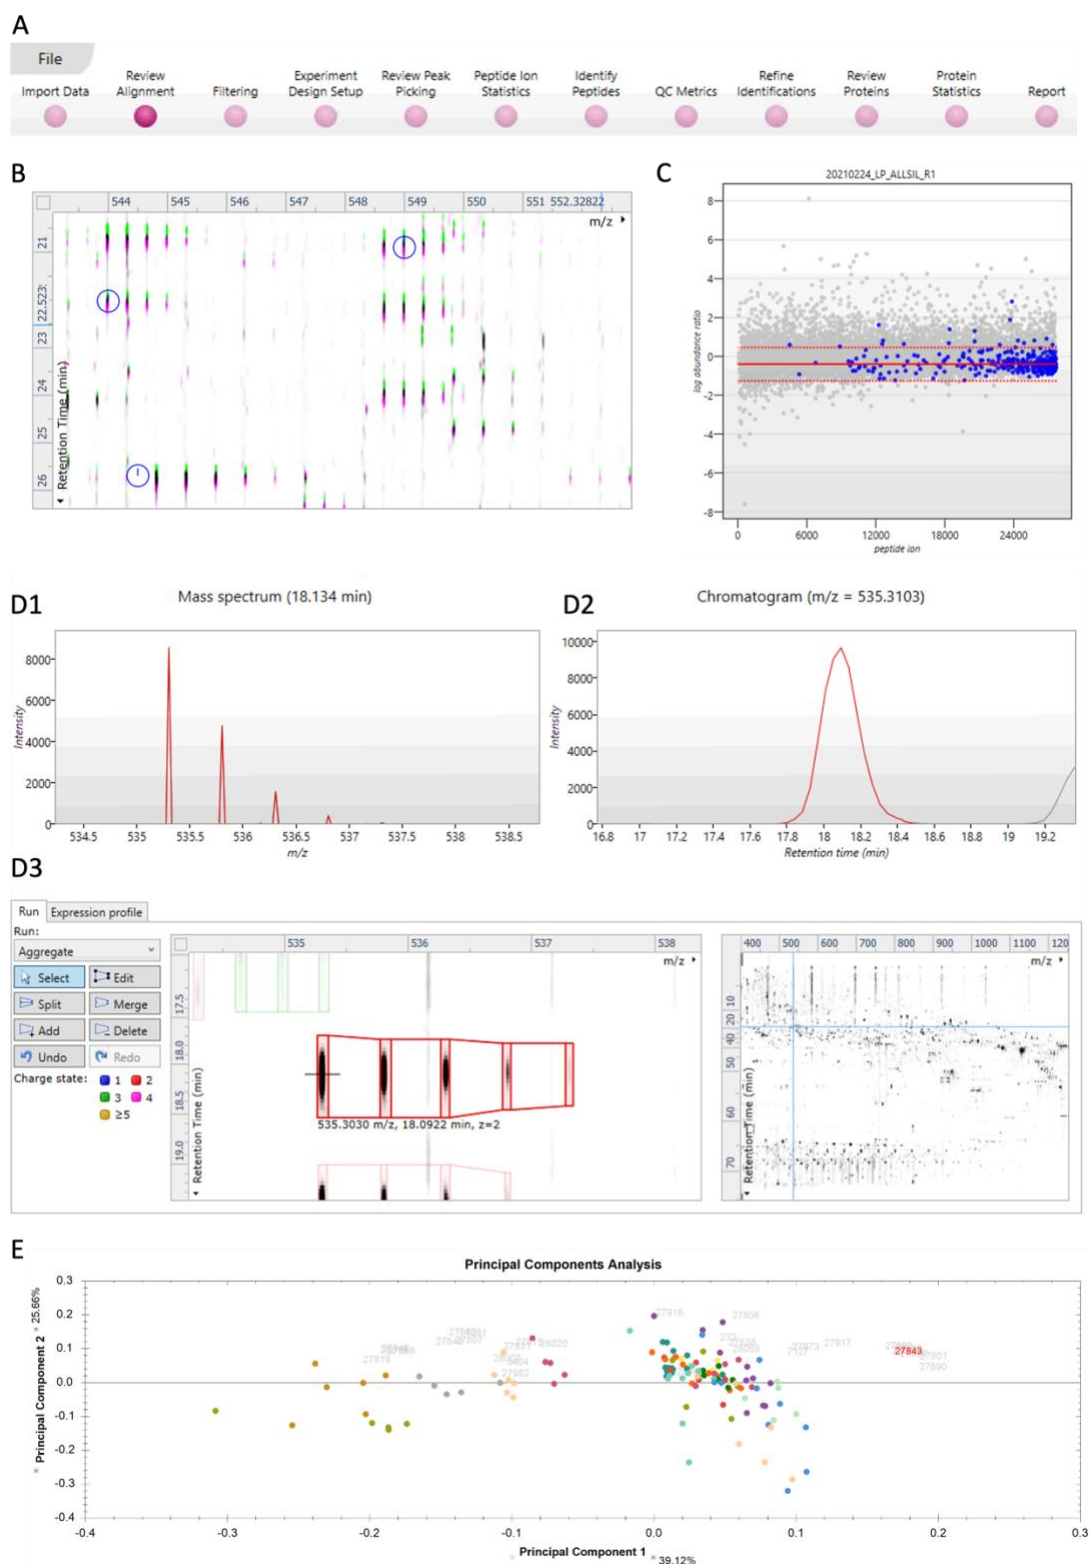 A
File
Import Data
Review Alignment
Filtering
Experiment Design Setup
Review Peak Picking
Peptide Ion Statistics
Identify Peptides
QC Metrics
Refine Identifications
Review Proteins
Protein Statistics
Report
B
544 545 546 547 548 549 550 551 552.32822
m/z
21
22.523
23
24
25
26
Retention Time (min)
C
20210224_LP_ALLSIL_R1
log abundance ratio
8
6
4
2
0
-2
-4
-6
-8
0 6000 12000 18000 24000
peptide ion
D1
Mass spectrum (18.134 min)
Intensity
8000
6000
4000
2000
0
534.5 535 535.5 536 536.5 537 537.5 538 538.5
m/z
D2
Chromatogram (m/z = 535.3103)
Intensity
10000
8000
6000
4000
2000
0
16.8 17 17.2 17.4 17.6 17.8 18 18.2 18.4 18.6 18.8 19 19.2
Retention time (min)
D3
Run Expression profile
Run:
Aggregate
Select Edit
Split Merge
Add Delete
Undo Redo
Charge state: 1 2
3 4
≥5
535 536 537 538
m/z
17.5
18.0
18.5
19.0
Retention Time (min)
535.3030 m/z, 18.0922 min, z=2
400 500 600 700 800 900 1000 1100 120
m/z
10
20
40
50
60
70
Retention Time (min)
E
Principal Components Analysis
Principal Component 2 25.66%
0.3
0.2
0.1
0.0
-0.1
-0.2
-0.3
-0.4
27916
27806
28020
27819
27982
27973
27917
27843
27801
27890
-0.4 -0.3 -0.2 -0.1 0.0 0.1 0.2 0.3
Principal Component 1 39.12%